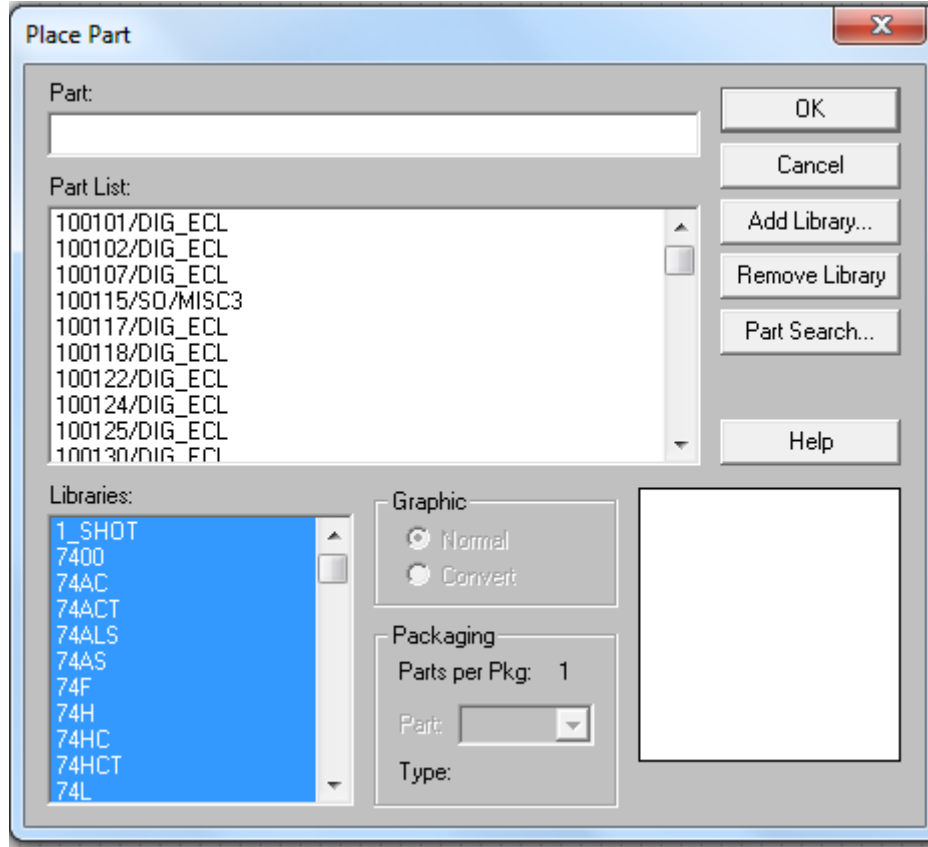 Place Part
Part:
OK
Cancel
Part List:
100101/DIG_ECL
100102/DIG_ECL
100107/DIG_ECL
100115/SO/MISC3
100117/DIG_ECL
100118/DIG_ECL
100122/DIG_ECL
100124/DIG_ECL
100125/DIG_ECL
100130/DIG_ECL
Add Library...
Remove Library
Part Search...
Help
Libraries:
1_SHOT
7400
74AC
74ACT
74ALS
74AS
74F
74H
74HC
74HCT
74L
Graphic
Normal
Convert
Packaging
Parts per Pkg: 1
Part:
Type: